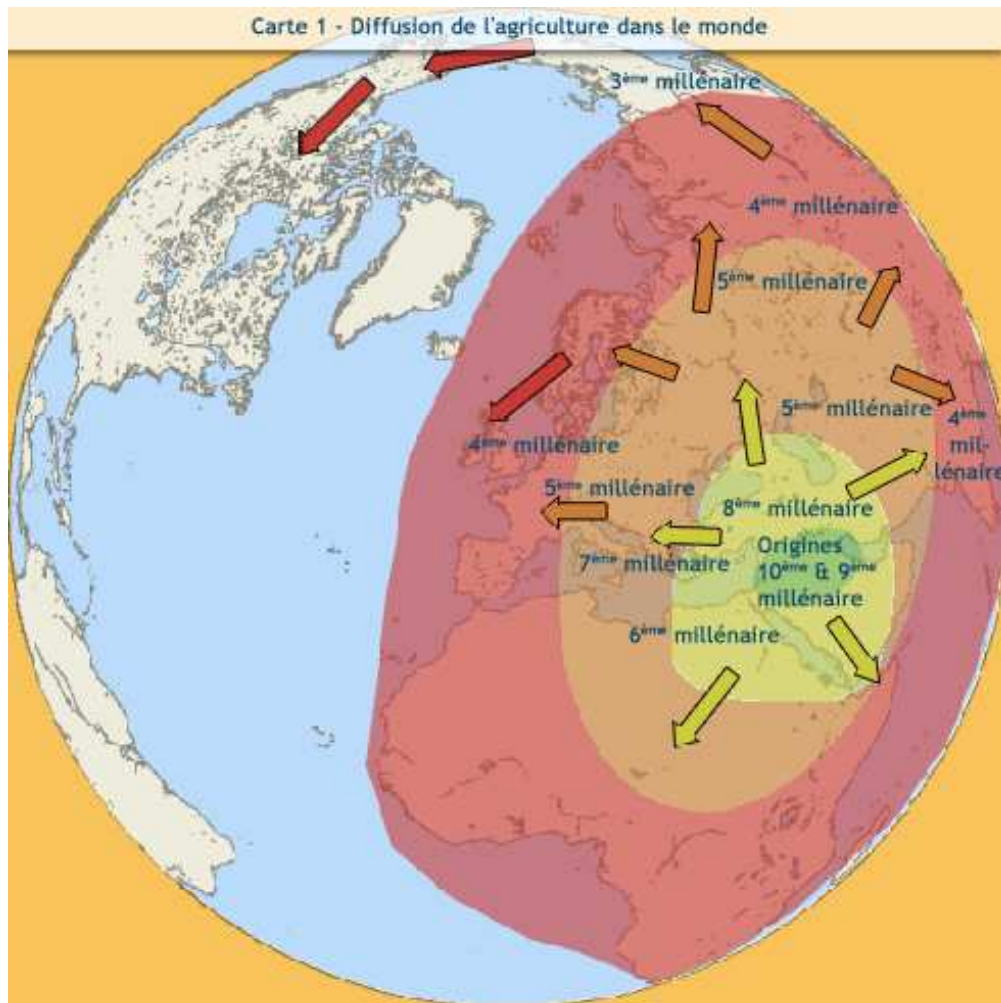 Carte 1 - Diffusion de l'agriculture dans le monde
3ème millénaire
4ème millénaire
5ème millénaire
5ème millénaire
4ème
mil-
lénaire
4ème millénaire
5ème millénaire
8ème millénaire
Origines
10ème & 9ème
millénaire
7ème millénaire
6ème millénaire